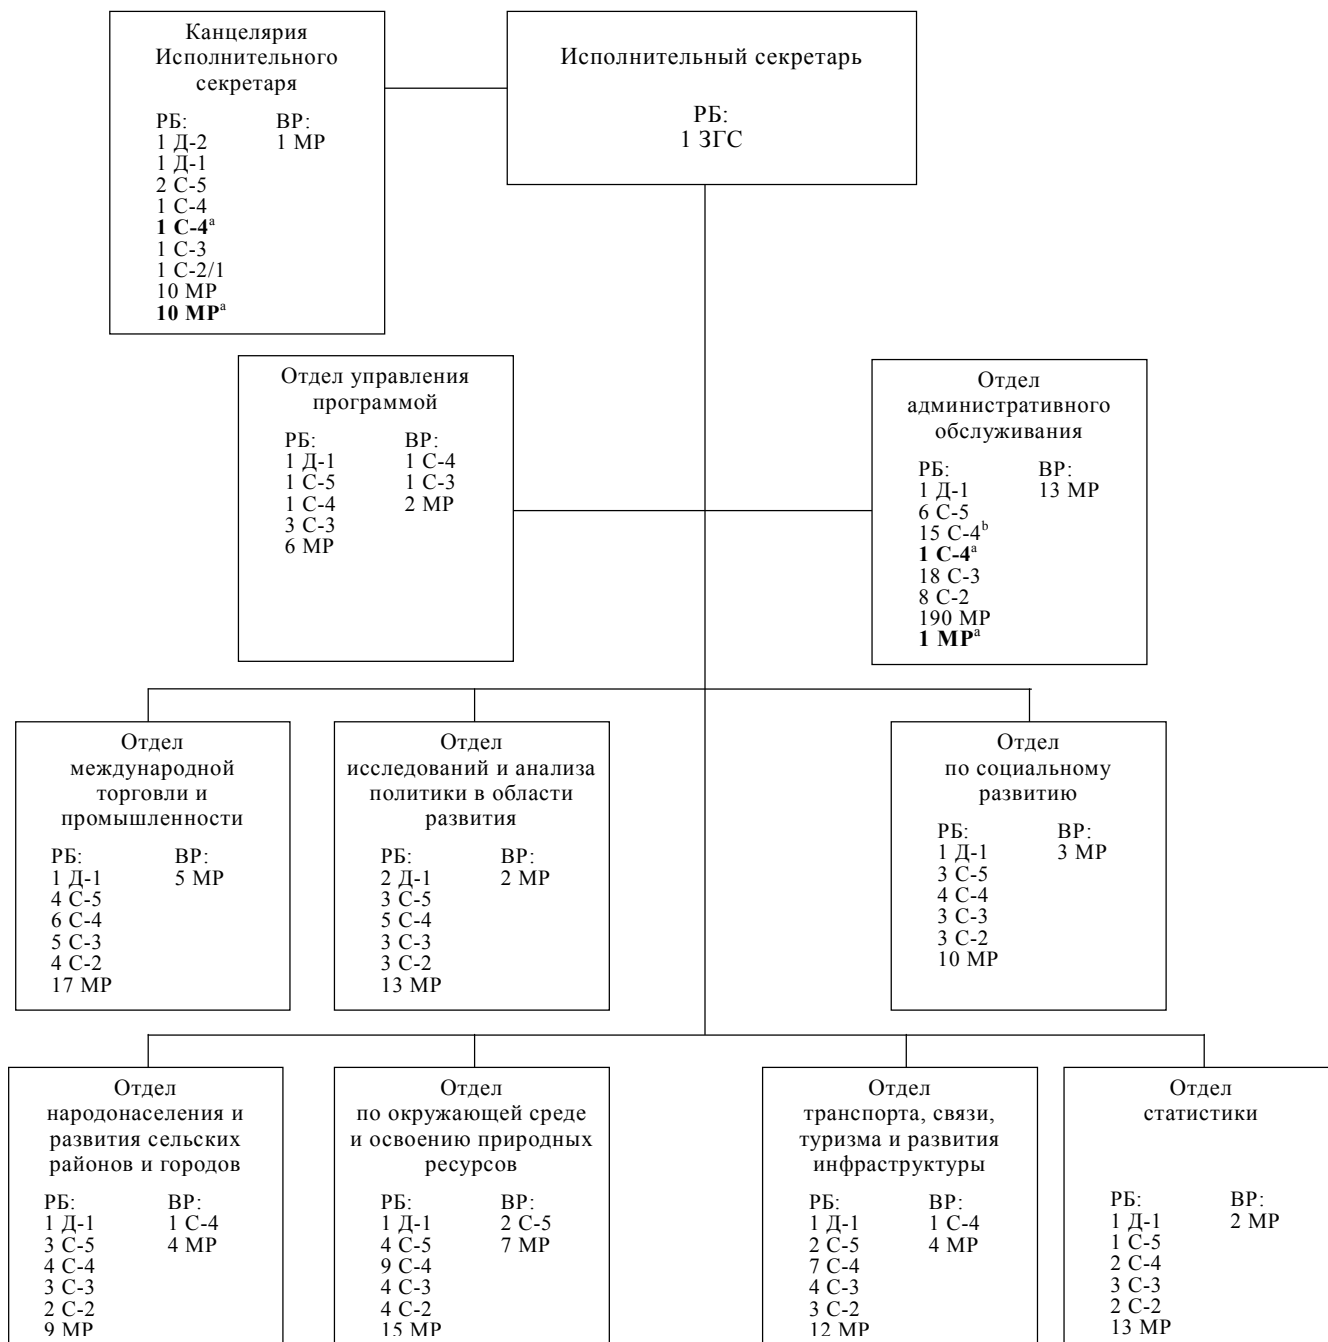 Канцелярия
Исполнительного
секретаря
РБ: ВР:
1 Д-2 1 МР
1 Д-1
2 С-5
1 С-4
1 С-4ª
1 С-3
1 С-2/1
10 МР
10 МРª
Исполнительный секретарь
РБ:
1 ЗГС
Отдел управления
программой
РБ: ВР:
1 Д-1 1 С-4
1 С-5 1 С-3
1 С-4 2 МР
3 С-3
6 МР
Отдел
административного
обслуживания
РБ: ВР:
1 Д-1 13 МР
6 С-5
15 С-4ᵇ
1 С-4ª
18 С-3
8 С-2
190 МР
1 МРª
Отдел
международной
торговли и
промышленности
РБ: ВР:
1 Д-1 5 МР
4 С-5
6 С-4
5 С-3
4 С-2
17 МР
Отдел
исследований и анализа
политики в области
развития
РБ: ВР:
2 Д-1 2 МР
3 С-5
5 С-4
3 С-3
3 С-2
13 МР
Отдел
по социальному
развитию
РБ: ВР:
1 Д-1 3 МР
3 С-5
4 С-4
3 С-3
3 С-2
10 МР
Отдел
народонаселения и
развития сельских
районов и городов
РБ: ВР:
1 Д-1 1 С-4
3 С-5 4 МР
4 С-4
3 С-3
2 С-2
9 МР
Отдел
по окружающей среде
и освоению природных
ресурсов
РБ: ВР:
1 Д-1 2 С-5
4 С-5 7 МР
9 С-4
4 С-3
4 С-2
15 МР
Отдел
транспорта, связи,
туризма и развития
инфраструктуры
РБ: ВР:
1 Д-1 1 С-4
2 С-5 4 МР
7 С-4
4 С-3
3 С-2
12 МР
Отдел
статистики
РБ: ВР:
1 Д-1 2 МР
1 С-5
2 С-4
3 С-3
2 С-2
13 МР